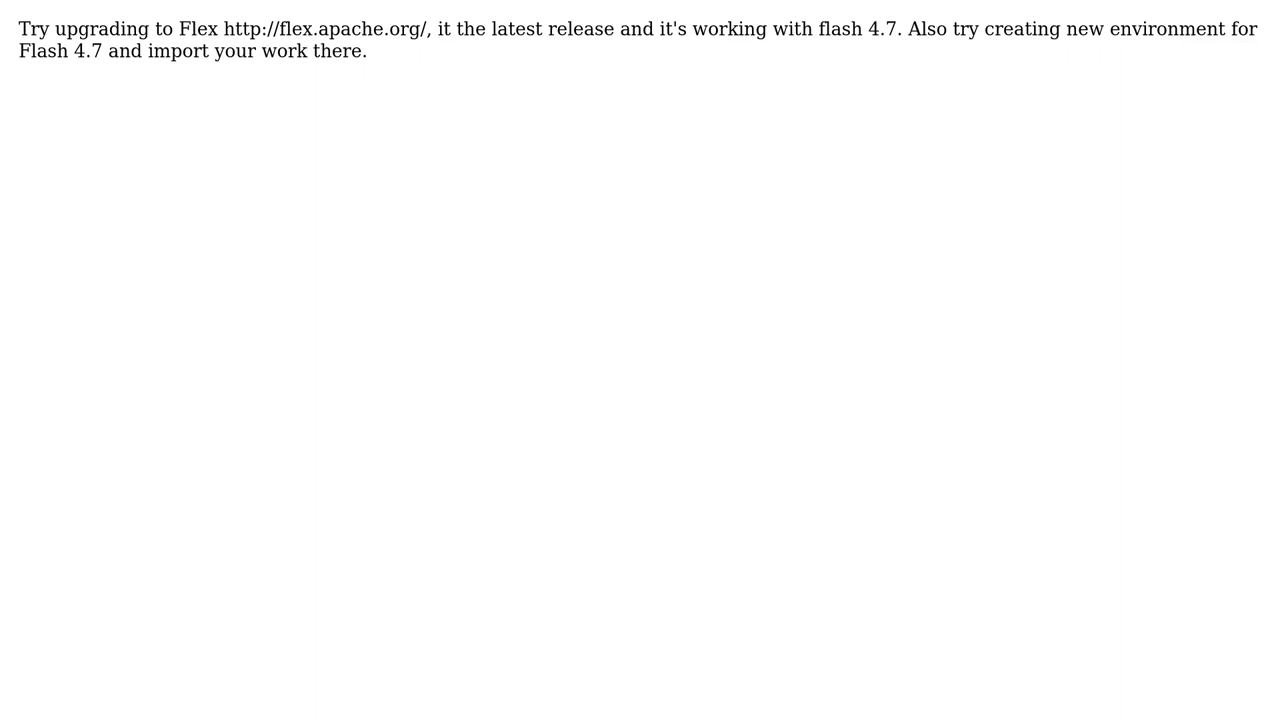 Try upgrading to Flex http://flex.apache.org/, it the latest release and it's working with flash 4.7. Also try creating new environment for
Flash 4.7 and import your work there.